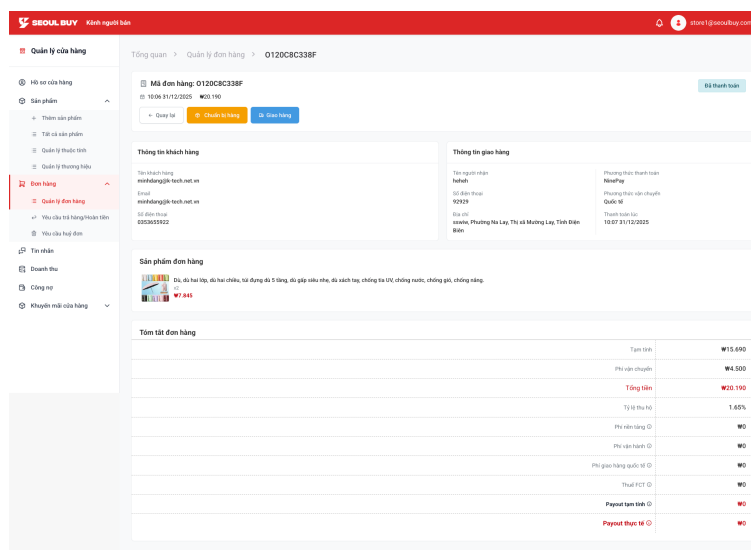 SEOUL BUY Kênh người bán
store1@seoulbuy.com
Quản lý cửa hàng
Hồ sơ cửa hàng
Sản phẩm
Thêm sản phẩm
Tất cả sản phẩm
Quản lý thuộc tính
Quản lý thương hiệu
Đơn hàng
Quản lý đơn hàng
Yêu cầu trả hàng/Hoàn tiền
Yêu cầu huỷ đơn
Tin nhắn
Doanh thu
Công nợ
Khuyến mãi cửa hàng
Tổng quan > Quản lý đơn hàng > O120C8C338F
Mã đơn hàng: O120C8C338F
Đã thanh toán
10:06 31/12/2025 ₩20.190
Quay lại Chuẩn bị hàng Giao hàng
Thông tin khách hàng
Tên khách hàng
minhdang@k-tech.net.vn
Email
minhdang@k-tech.net.vn
Số điện thoại
0353655922
Thông tin giao hàng
Tên người nhận
heheh
Số điện thoại
92929
Địa chỉ
Phường Na Lay, Thị xã Mường Lay, Tỉnh Điện
Biên
Phương thức thanh toán
NinePay
Phương thức vận chuyển
Quốc tế
Thanh toán lúc
10:07 31/12/2025
Sản phẩm đơn hàng
Dù, dù hai lớp, dù hai chiều, túi đựng dù 5 tầng, dù gấp siêu nhẹ, dù xách tay, chống tia UV, chống nước, chống gió, chống nắng.
x2
₩7.845
Tóm tắt đơn hàng
Tạm tính ₩15.690
Phí vận chuyển ₩4.500
Tổng tiền ₩20.190
Tỷ lệ thu hộ 1.65%
Phí nền tảng ₩0
Phí vận hành ₩0
Phí giao hàng quốc tế ₩0
Thuế FCT ₩0
Payout tạm tính ₩0
Payout thực tế ₩0